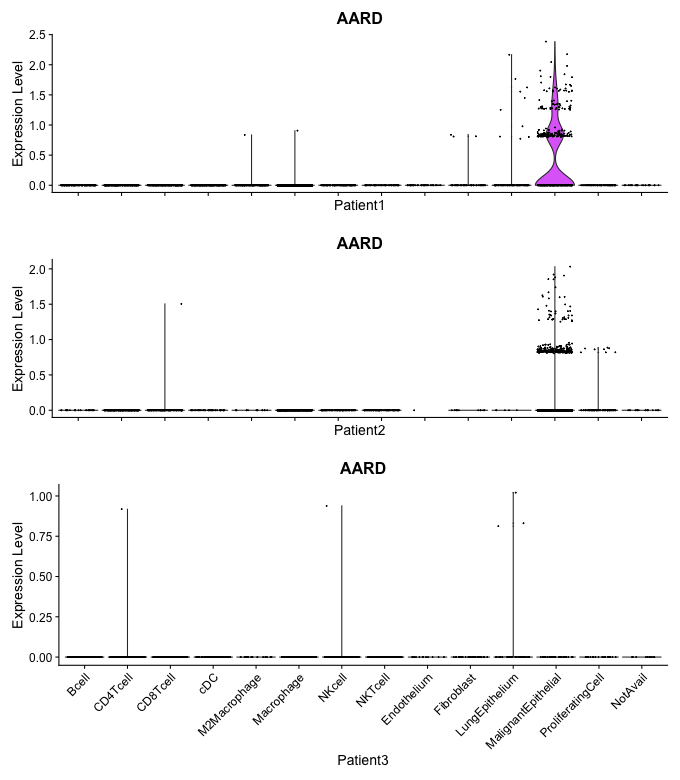 AARD
Expression Level
2.5
2.0
1.5
1.0
0.5
0.0
Patient1
AARD
Expression Level
2.0
1.5
1.0
0.5
0.0
Patient2
AARD
Expression Level
1.00
0.75
0.50
0.25
0.00
Bcell
CD4Tcell
CD8Tcell
cDC
M2Macrophage
Macrophage
NKcell
NKTcell
Endothelium
Fibroblast
LungEpithelium
MalignantEpithelial
ProliferatingCell
NotAvail
Patient3